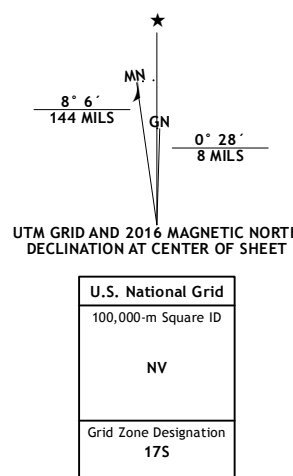 ★
MN
GN
8° 6´
144 MILS
0° 28´
8 MILS
UTM GRID AND 2016 MAGNETIC NORT
DECLINATION AT CENTER OF SHEET
U.S. National Grid
100,000-m Square ID
NV
Grid Zone Designation
17S